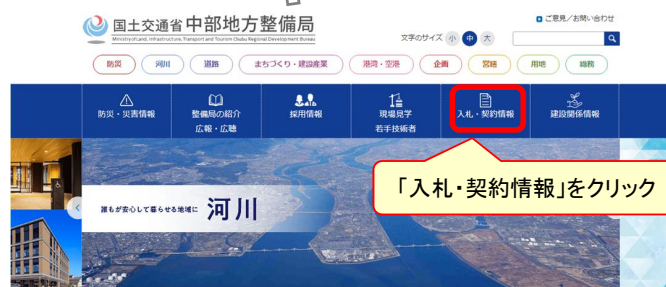 国土交通省 中部地方整備局
Ministry of Land, Infrastructure, Transport and Tourism Chubu Regional Development Bureau
ご意見／お問い合わせ
文字のサイズ 小 中 大
防災 河川 道路 まちづくり・建設産業 港湾・空港 企画 営繕 用地 総務
防災・災害情報
整備局の紹介
広報・広聴
採用情報
現場見学
若手技術者
入札・契約情報
建設関係情報
「入札・契約情報」をクリック
誰もが安心して暮らせる地域に 河川